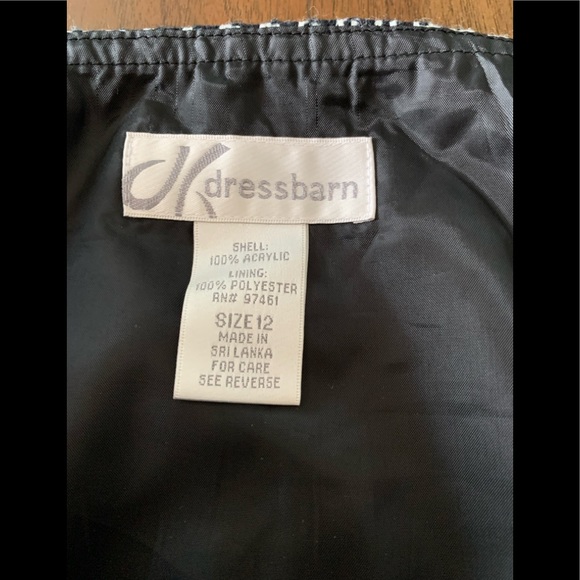 JK dressbarn
SHELL:
100% ACRYLIC
LINING:
100% POLYESTER
RN# 97461
SIZE 12
MADE IN
SRI LANKA
FOR CARE
SEE REVERSE